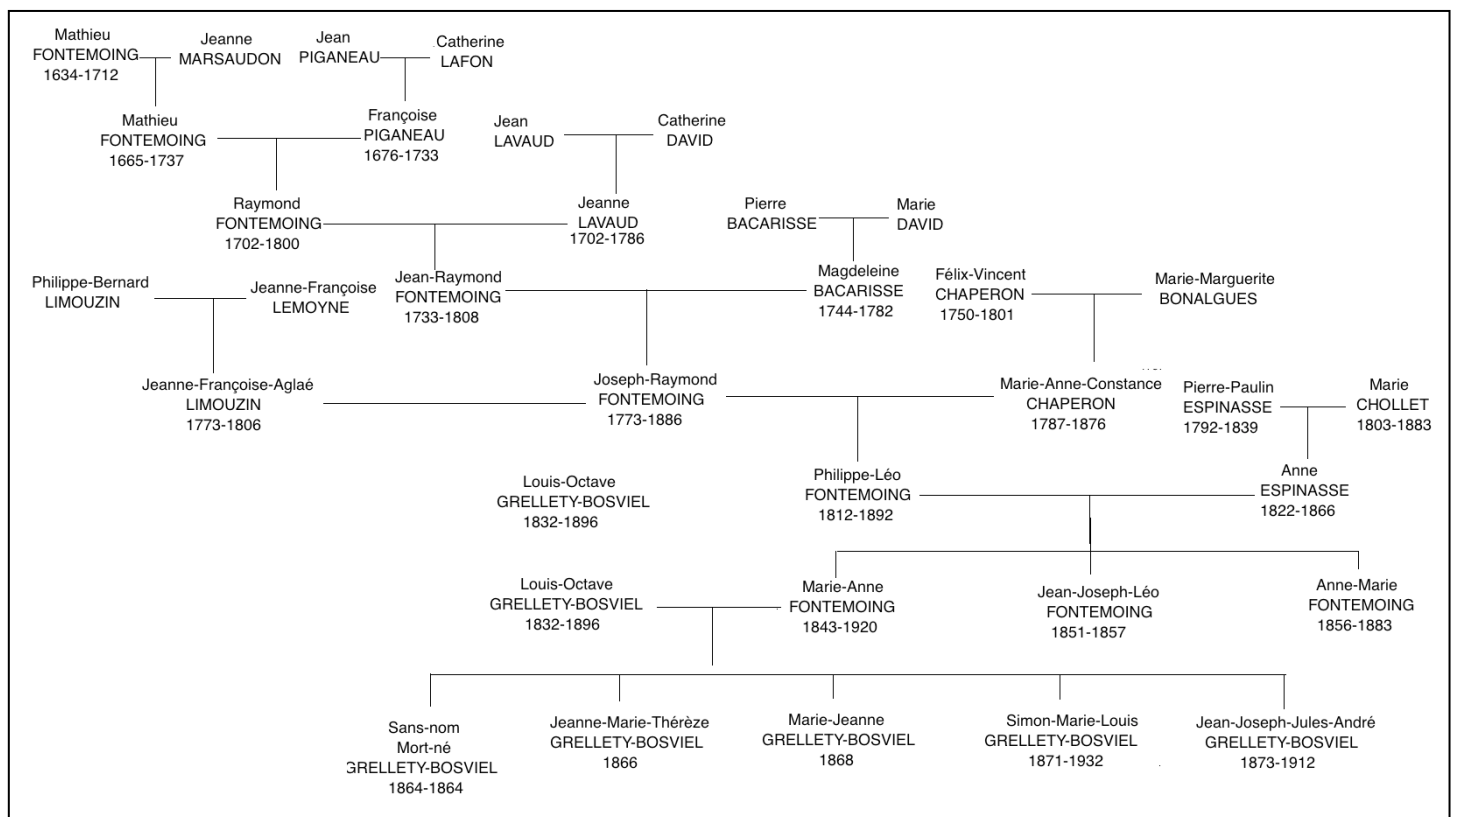 Mathieu
FONTEMOING
1634-1712
Jeanne
MARSAUDON
Jean
PIGANEAU
Catherine
LAFON
Mathieu
FONTEMOING
1665-1737
Françoise
PIGANEAU
1676-1733
Jean
LAVAUD
Catherine
DAVID
Raymond
FONTEMOING
1702-1800
Jeanne
LAVAUD
1702-1786
Pierre
BACARISSE
Marie
DAVID
Philippe-Bernard
LIMOUZIN
Jeanne-Françoise
LEMOYNE
Jean-Raymond
FONTEMOING
1733-1808
Magdeleine
BACARISSE
1744-1782
Félix-Vincent
CHAPERON
1750-1801
Marie-Marguerite
BONALGUES
Jeanne-Françoise-Aglaé
LIMOUZIN
1773-1806
Joseph-Raymond
FONTEMOING
1773-1886
Marie-Anne-Constance
CHAPERON
1787-1876
Pierre-Paulin
ESPINASSE
1792-1839
Marie
CHOLLET
1803-1883
Louis-Octave
GRELLETY-BOSVIEL
1832-1896
Philippe-Léo
FONTEMOING
1812-1892
Anne
ESPINASSE
1822-1866
Louis-Octave
GRELLETY-BOSVIEL
1832-1896
Marie-Anne
FONTEMOING
1843-1920
Jean-Joseph-Léo
FONTEMOING
1851-1857
Anne-Marie
FONTEMOING
1856-1883
Sans-nom
Mort-né
GRELLETY-BOSVIEL
1864-1864
Jeanne-Marie-Thérèze
GRELLETY-BOSVIEL
1866
Marie-Jeanne
GRELLETY-BOSVIEL
1868
Simon-Marie-Louis
GRELLETY-BOSVIEL
1871-1932
Jean-Joseph-Jules-André
GRELLETY-BOSVIEL
1873-1912